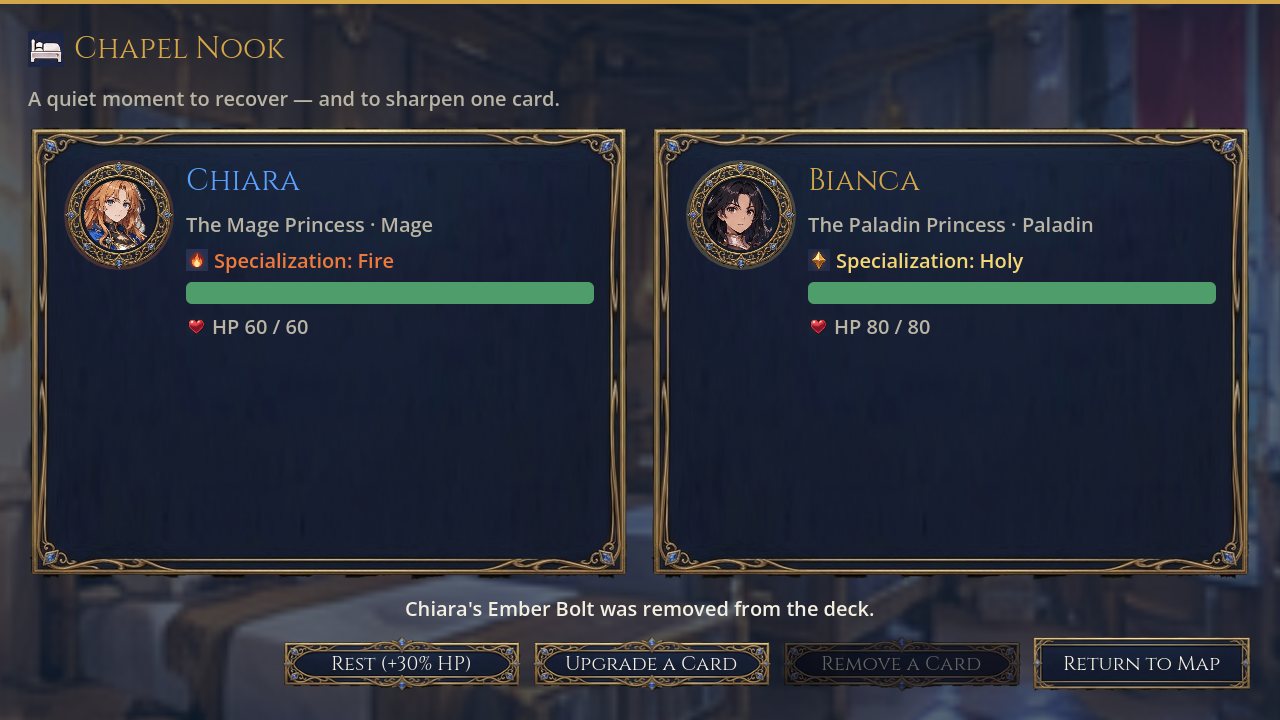 Chapel Nook
A quiet moment to recover — and to sharpen one card.
Chiara
The Mage Princess · Mage
Specialization: Fire
HP 60 / 60
Bianca
The Paladin Princess · Paladin
Specialization: Holy
HP 80 / 80
Chiara's Ember Bolt was removed from the deck.
Rest (+30% HP)
Upgrade a Card
Remove a Card
Return to Map